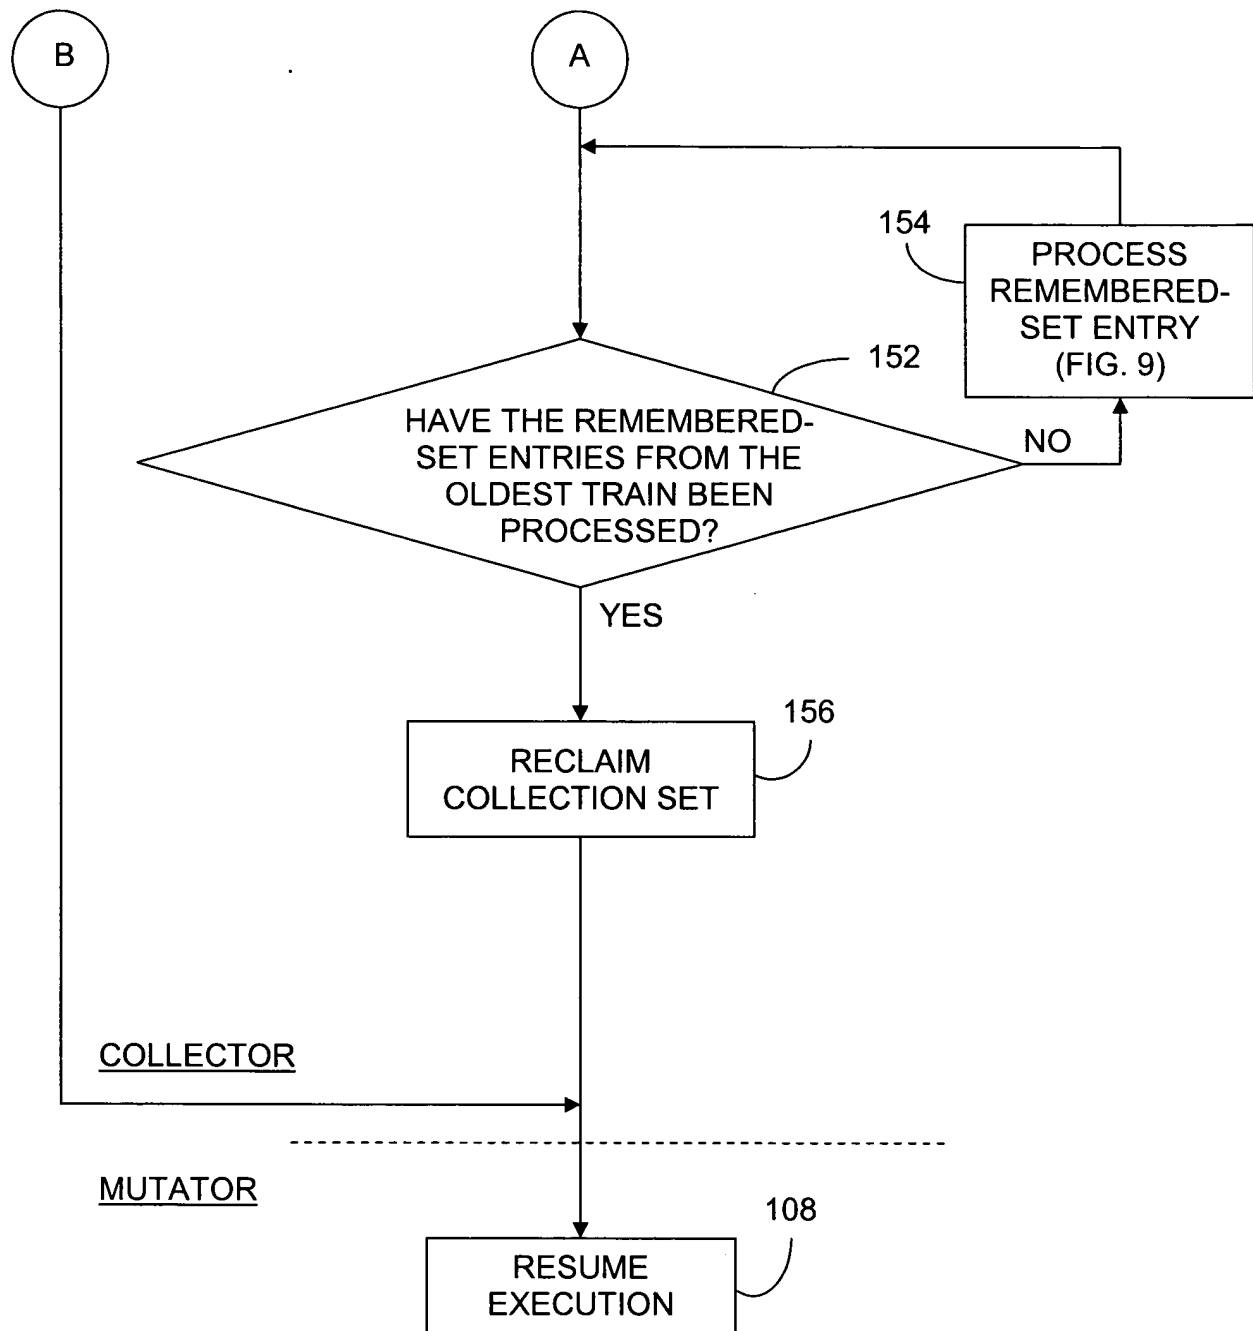 B
A
154
PROCESS
REMEMBERED-
SET ENTRY
(FIG. 9)
152
HAVE THE REMEMBERED-
SET ENTRIES FROM THE
OLDEST TRAIN BEEN
PROCESSED?
NO
YES
156
RECLAIM
COLLECTION SET
COLLECTOR
MUTATOR
108
RESUME
EXECUTION